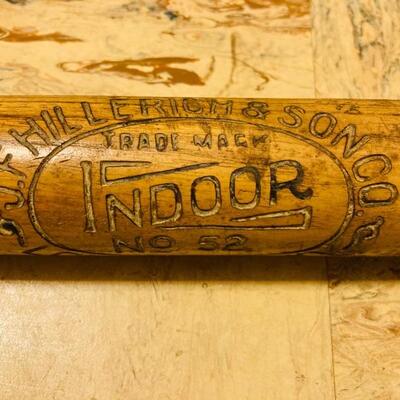 J.F. HILLERICH & SON CO.
TRADE MARK
INDOOR
NO 52